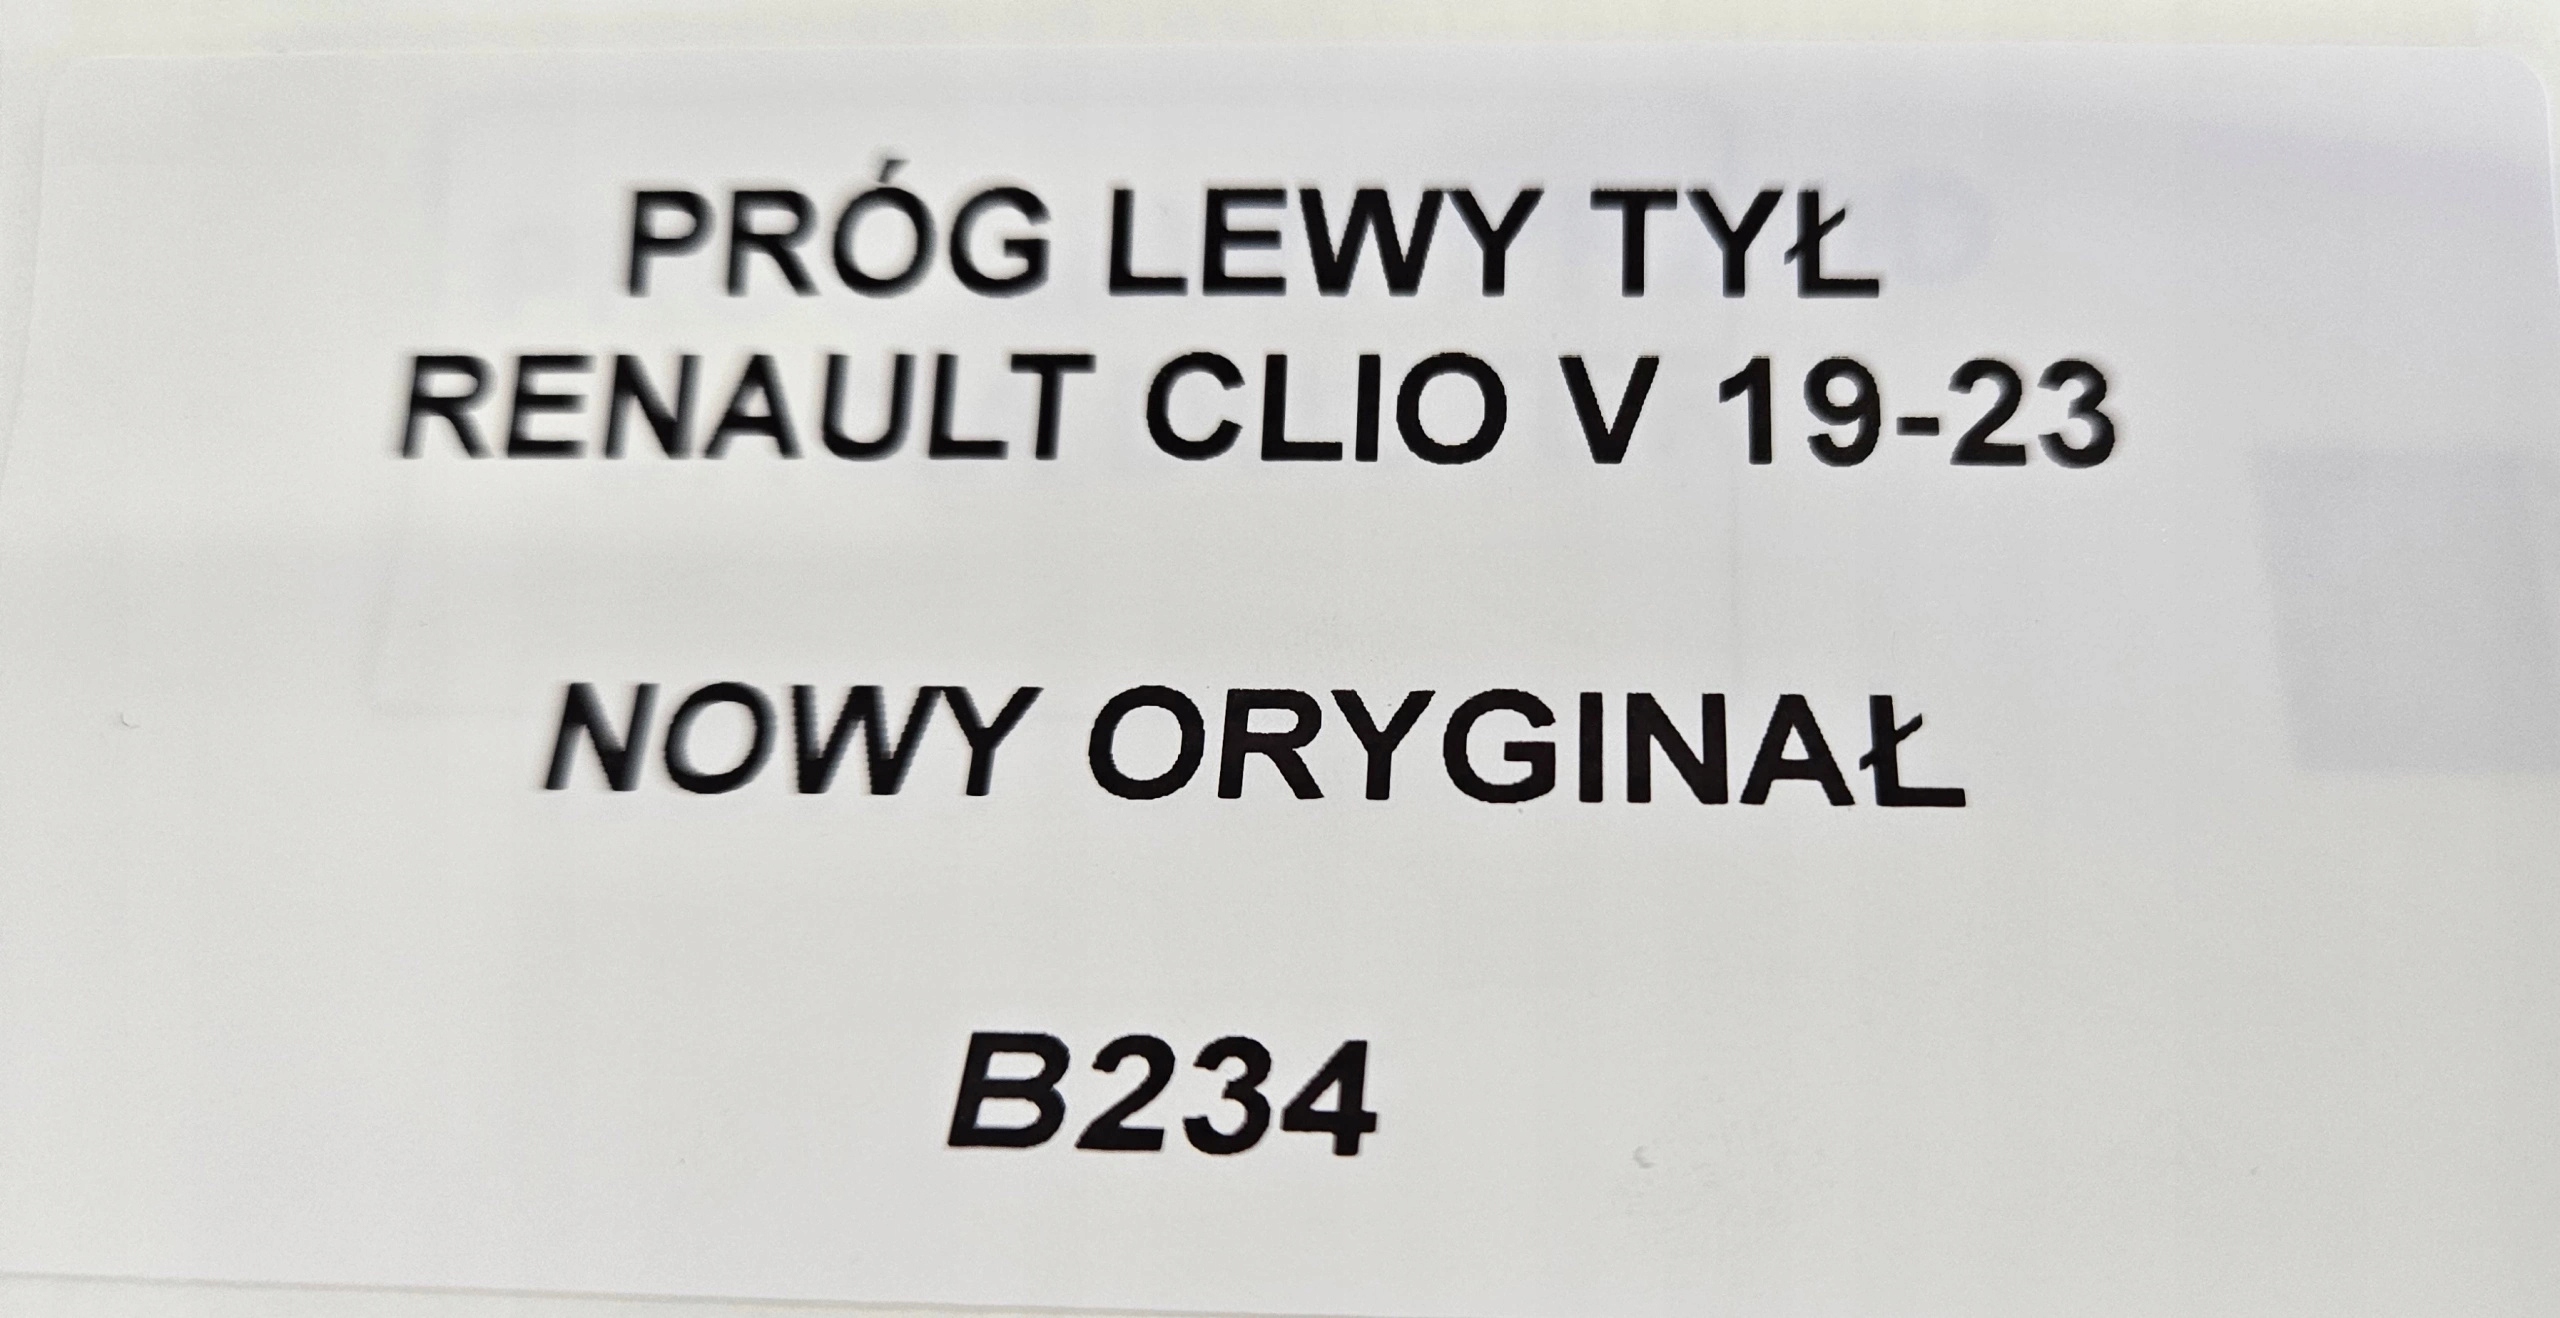 PRÓG LEWY TYŁ
RENAULT CLIO V 19-23
NOWY ORYGINAŁ
B234